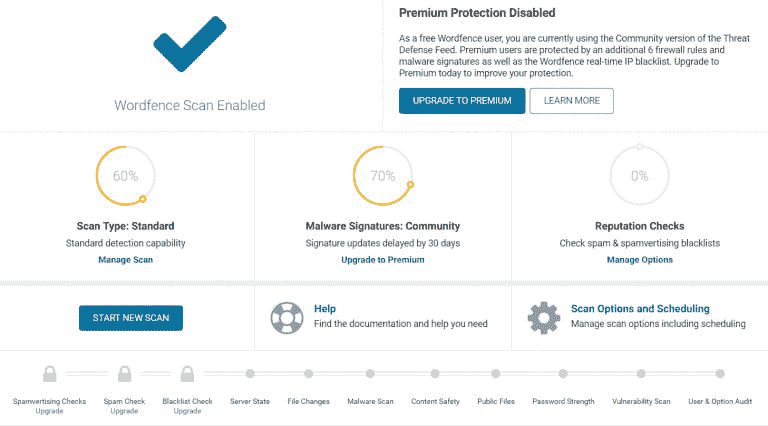 Premium Protection Disabled
As a free Wordfence user, you are currently using the Community version of the Threat
Defense Feed. Premium users are protected by an additional 6 firewall rules and
malware signatures as well as the Wordfence real-time IP blacklist. Upgrade to
Premium today to improve your protection.
Wordfence Scan Enabled
UPGRADE TO PREMIUM
LEARN MORE
60%
70%
0%
Scan Type: Standard
Malware Signatures: Community
Reputation Checks
Standard detection capability
Signature updates delayed by 30 days
Check spam & spamvertising blacklists
Manage Scan
Upgrade to Premium
Manage Options
START NEW SCAN
Help
Find the documentation and help you need
Scan Options and Scheduling
Manage scan options including scheduling
Spamvertising Checks
Upgrade
Spam Check
Upgrade
Blacklist Check
Upgrade
Server State
File Changes
Malware Scan
Content Safety
Public Files
Password Strength
Vulnerability Scan
User & Option Audit